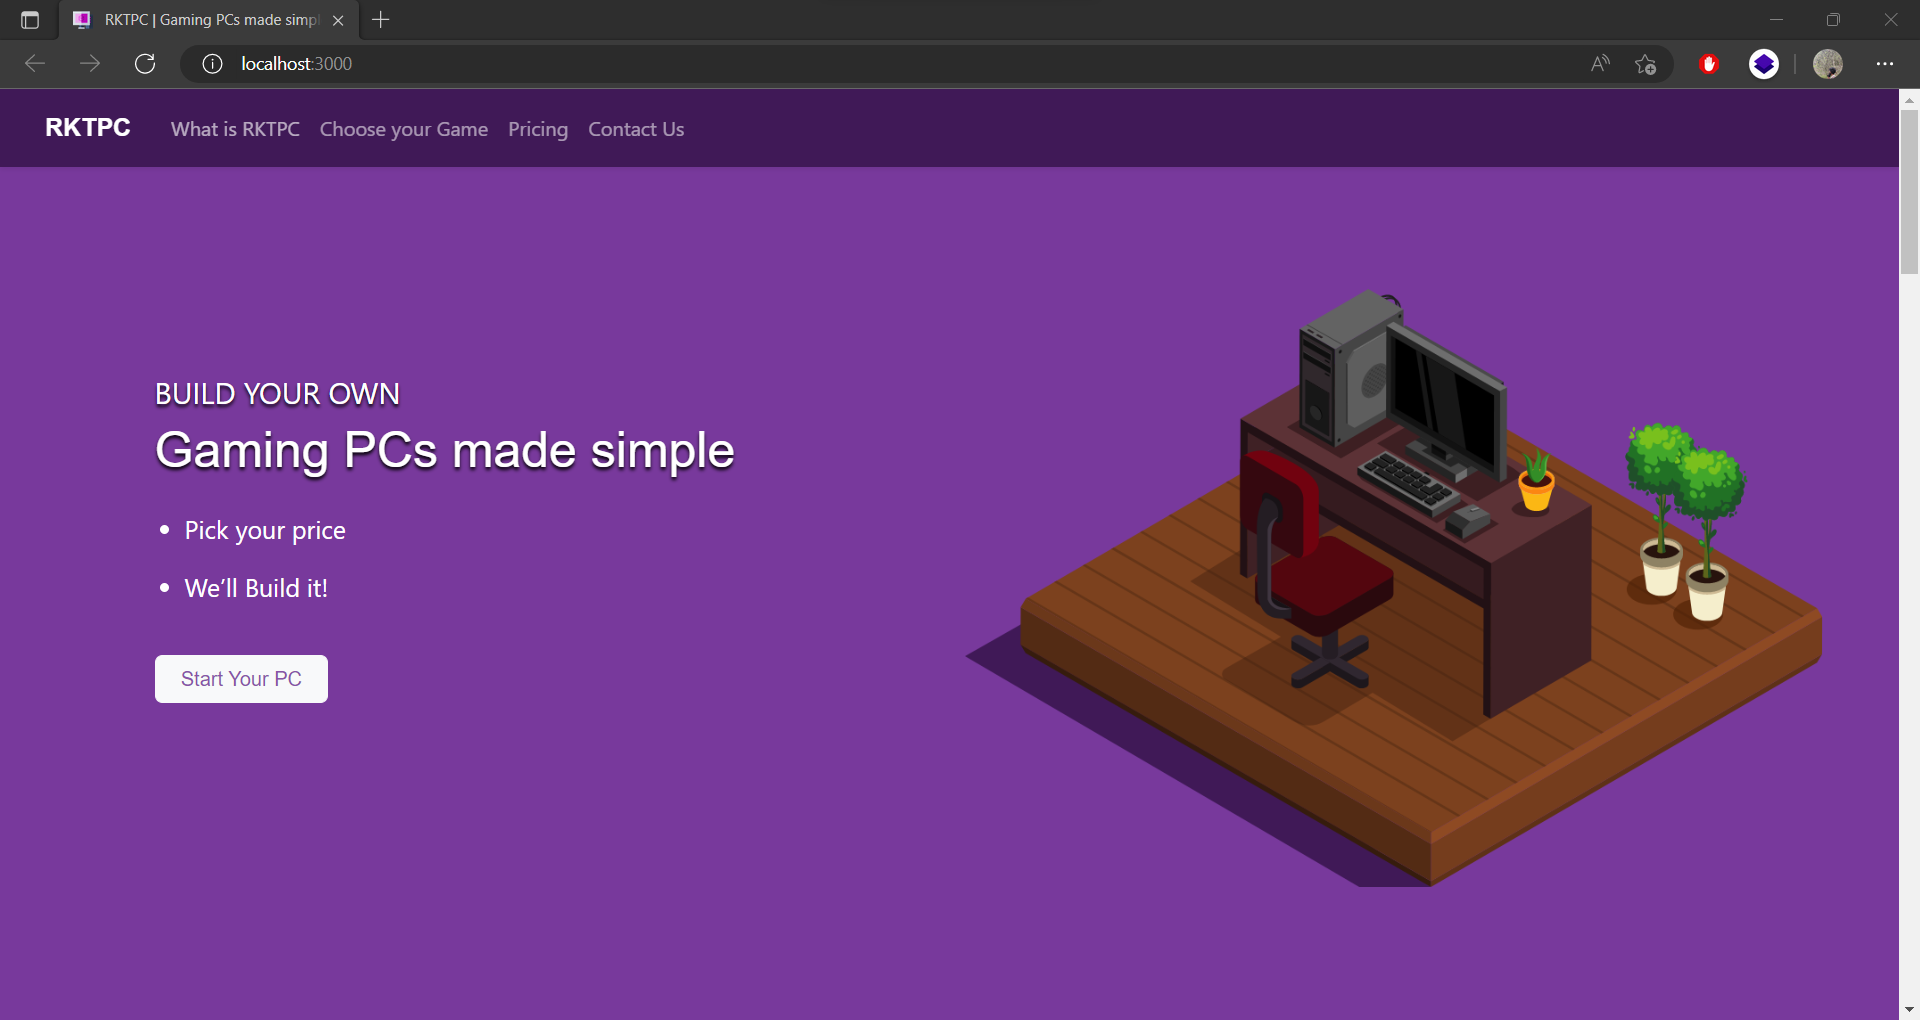 RKTPC | Gaming PCs made simpl
localhost:3000
RKTPC What is RKTPC Choose your Game Pricing Contact Us
BUILD YOUR OWN
Gaming PCs made simple
• Pick your price
• We’ll Build it!
Start Your PC